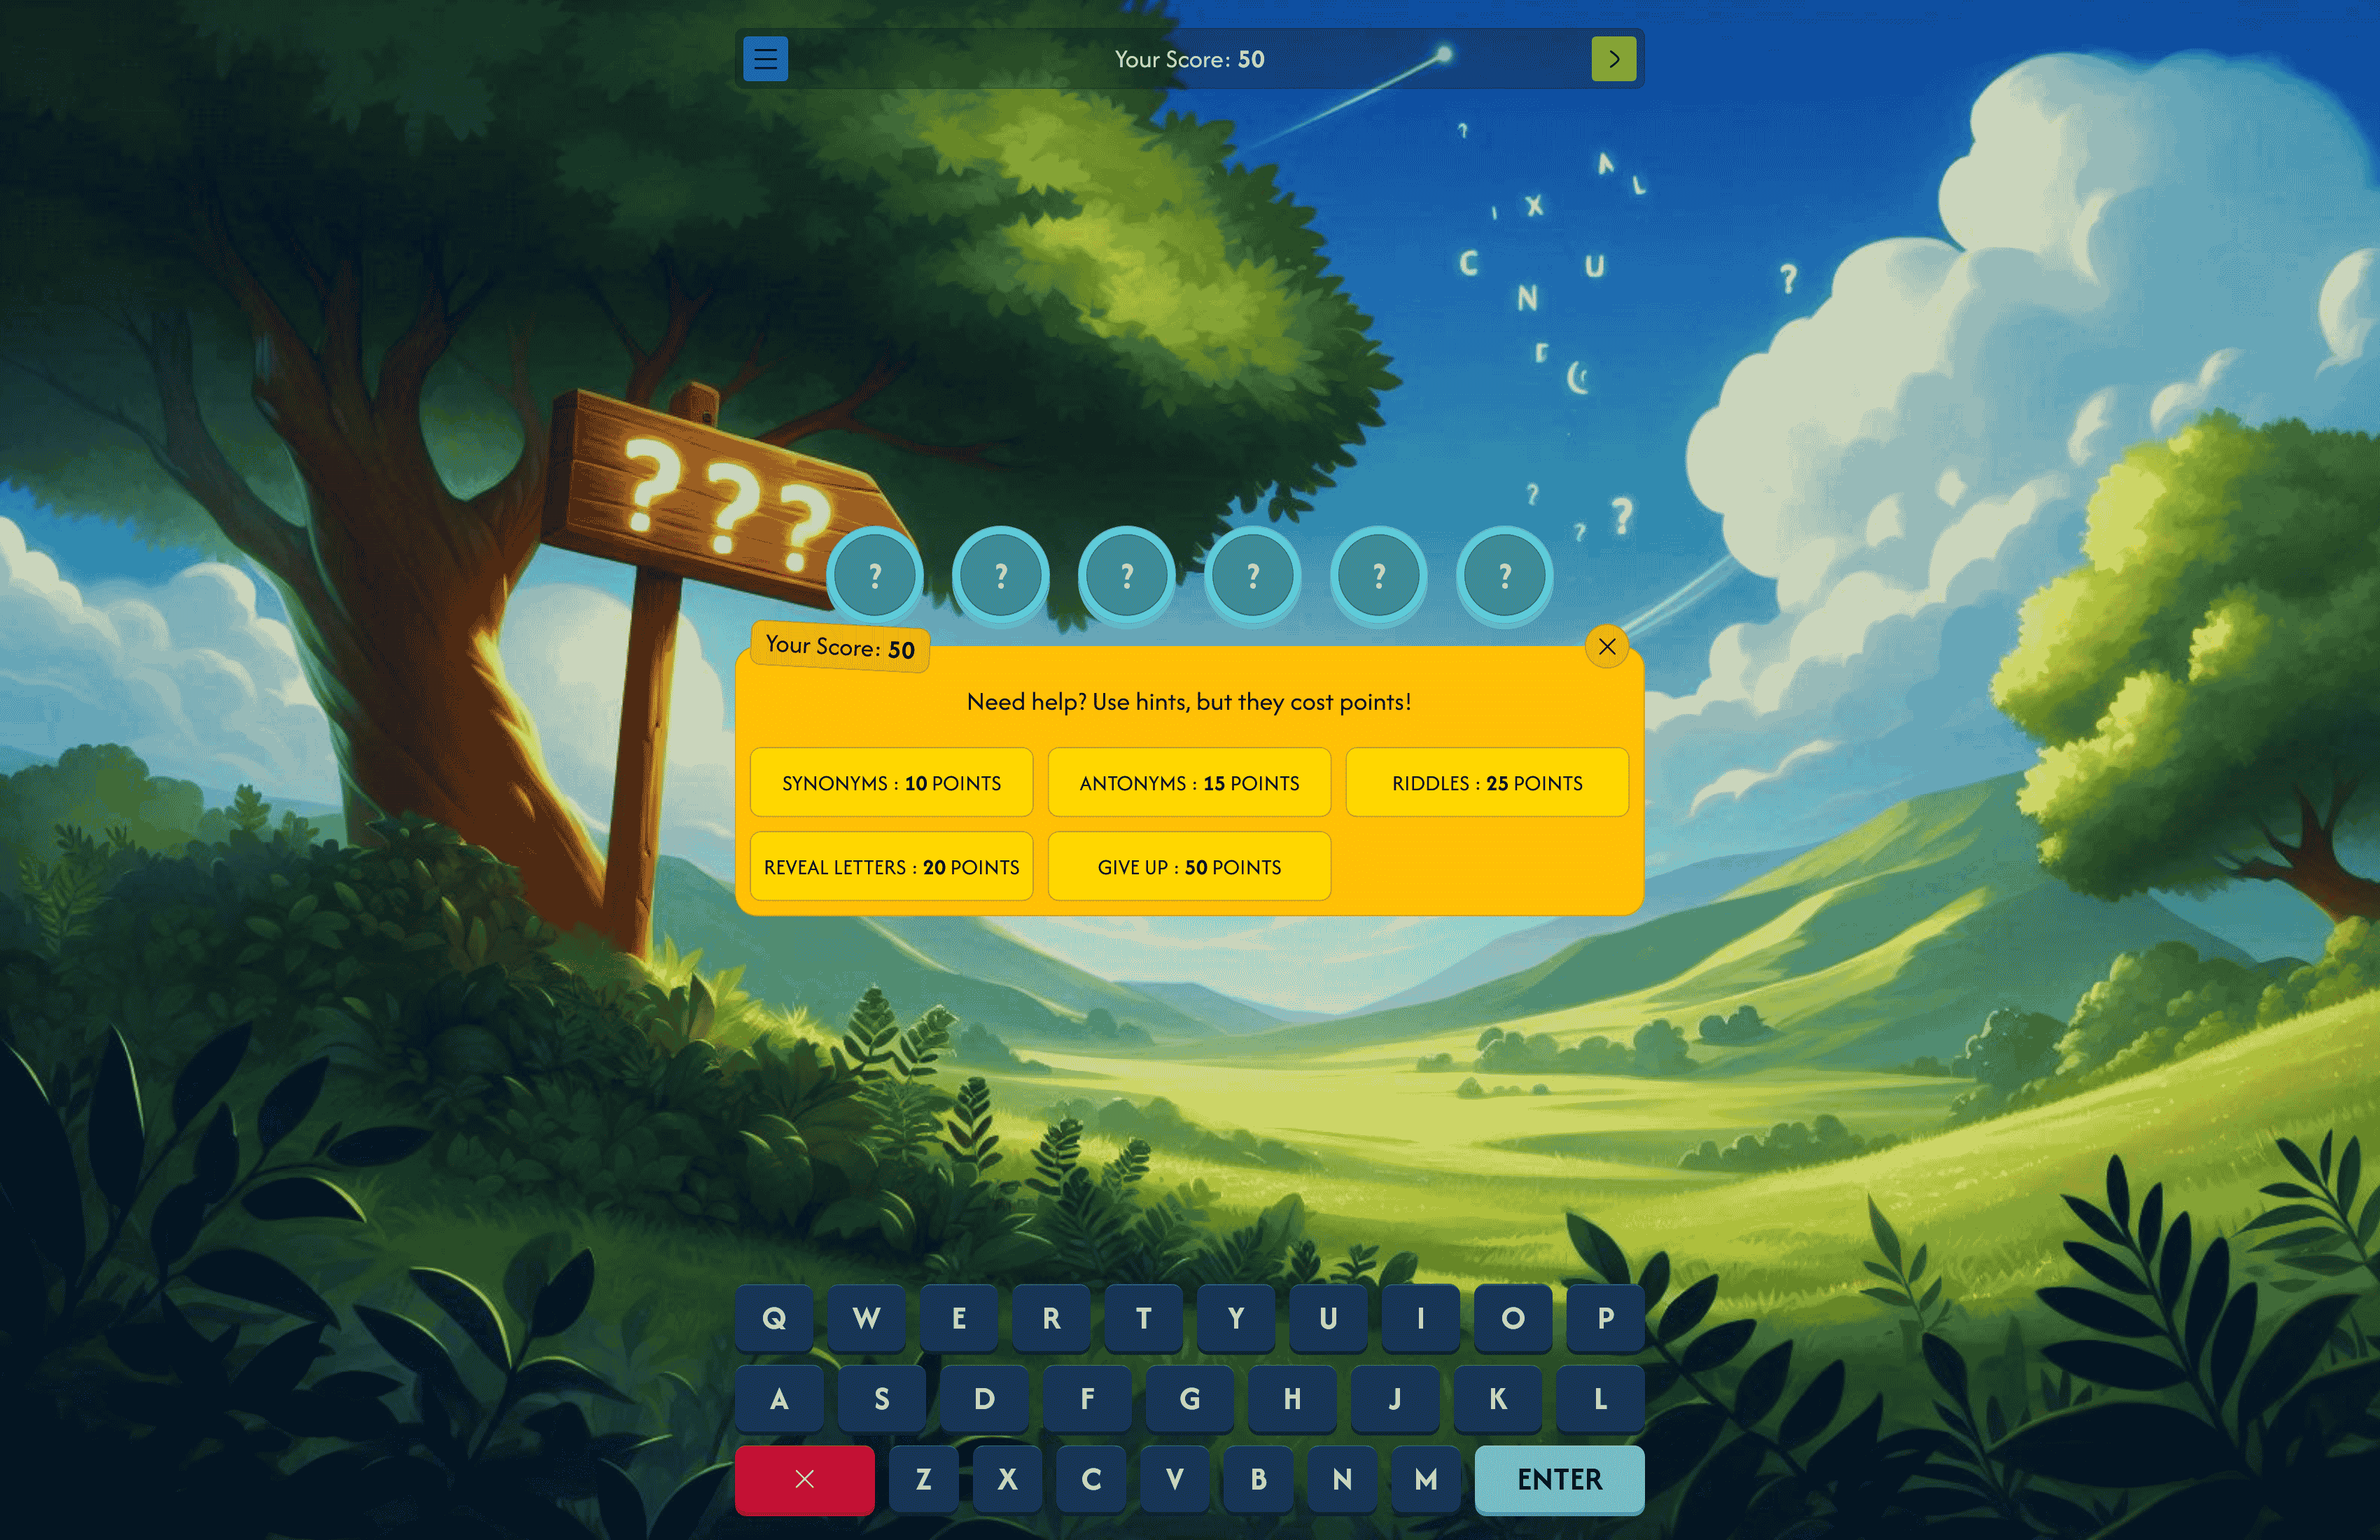 Your Score: 50
?
A
L
I X
C U
N
?
? ? ?
? ?
?
? ? ? ? ? ?
Your Score: 50
Need help? Use hints, but they cost points!
SYNONYMS : 10 POINTS
ANTONYMS : 15 POINTS
RIDDLES : 25 POINTS
REVEAL LETTERS : 20 POINTS
GIVE UP : 50 POINTS
Q W E R T Y U I O P
A S D F G H J K L
Z X C V B N M ENTER